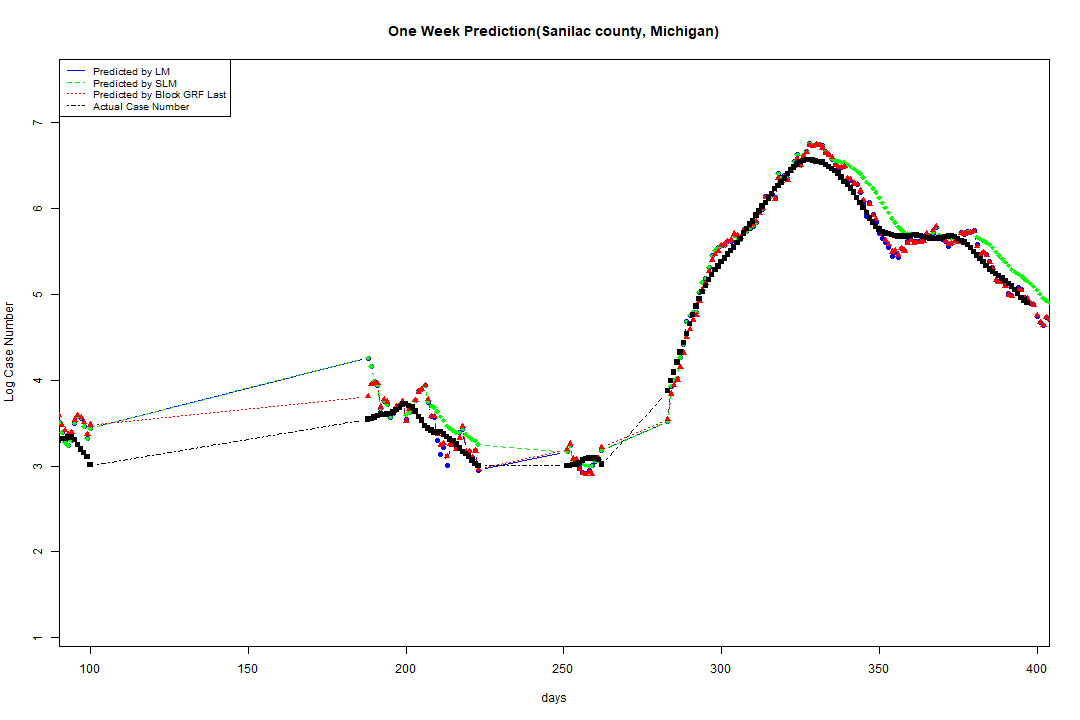 One Week Prediction(Sanilac county, Michigan)
Predicted by LM
Predicted by SLM
Predicted by Block GRF Last
Actual Case Number
Log Case Number
7
6
5
4
3
2
1
100 150 200 250 300 350 400
days